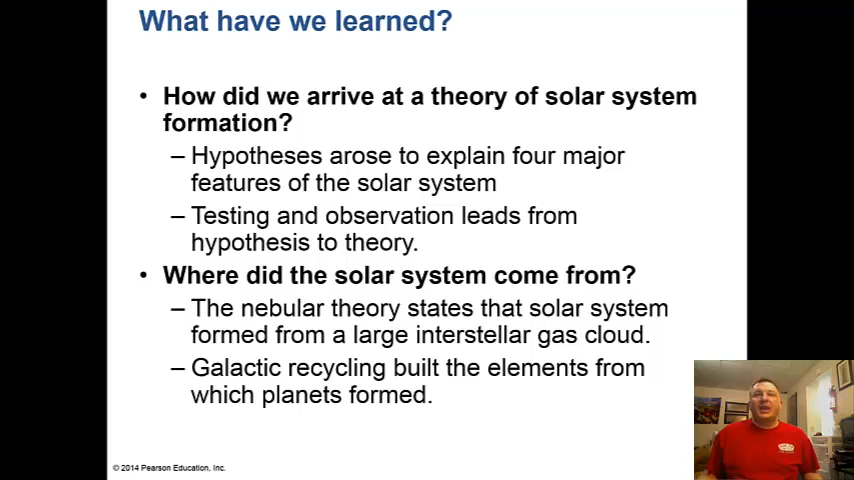 What have we learned?
• How did we arrive at a theory of solar system
formation?
– Hypotheses arose to explain four major
features of the solar system
– Testing and observation leads from
hypothesis to theory.
• Where did the solar system come from?
– The nebular theory states that solar system
formed from a large interstellar gas cloud.
– Galactic recycling built the elements from
which planets formed.
© 2014 Pearson Education, Inc.